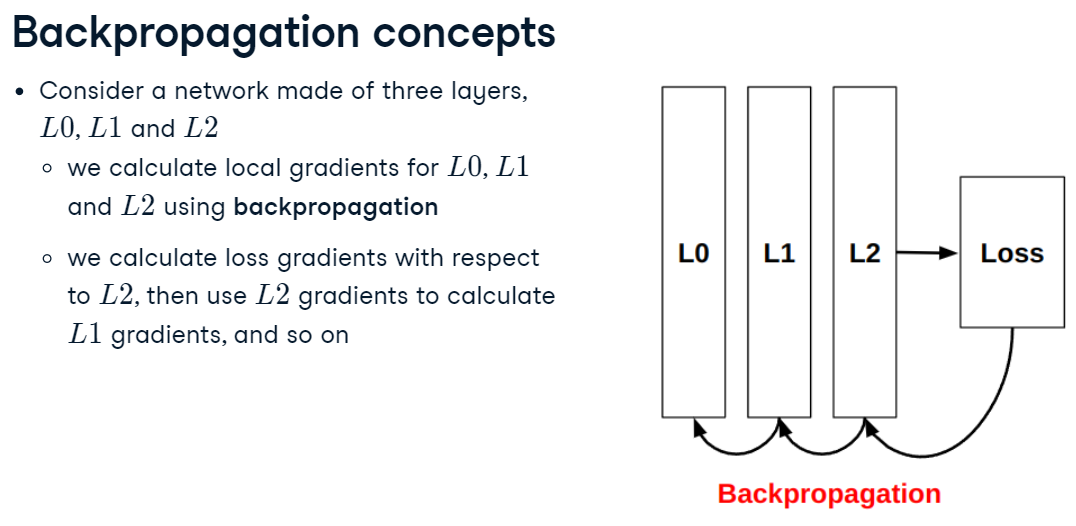 Backpropagation concepts
• Consider a network made of three layers,
L0, L1 and L2
○ we calculate local gradients for L0, L1
and L2 using backpropagation
○ we calculate loss gradients with respect
to L2, then use L2 gradients to calculate
L1 gradients, and so on
L0 L1 L2 Loss
Backpropagation